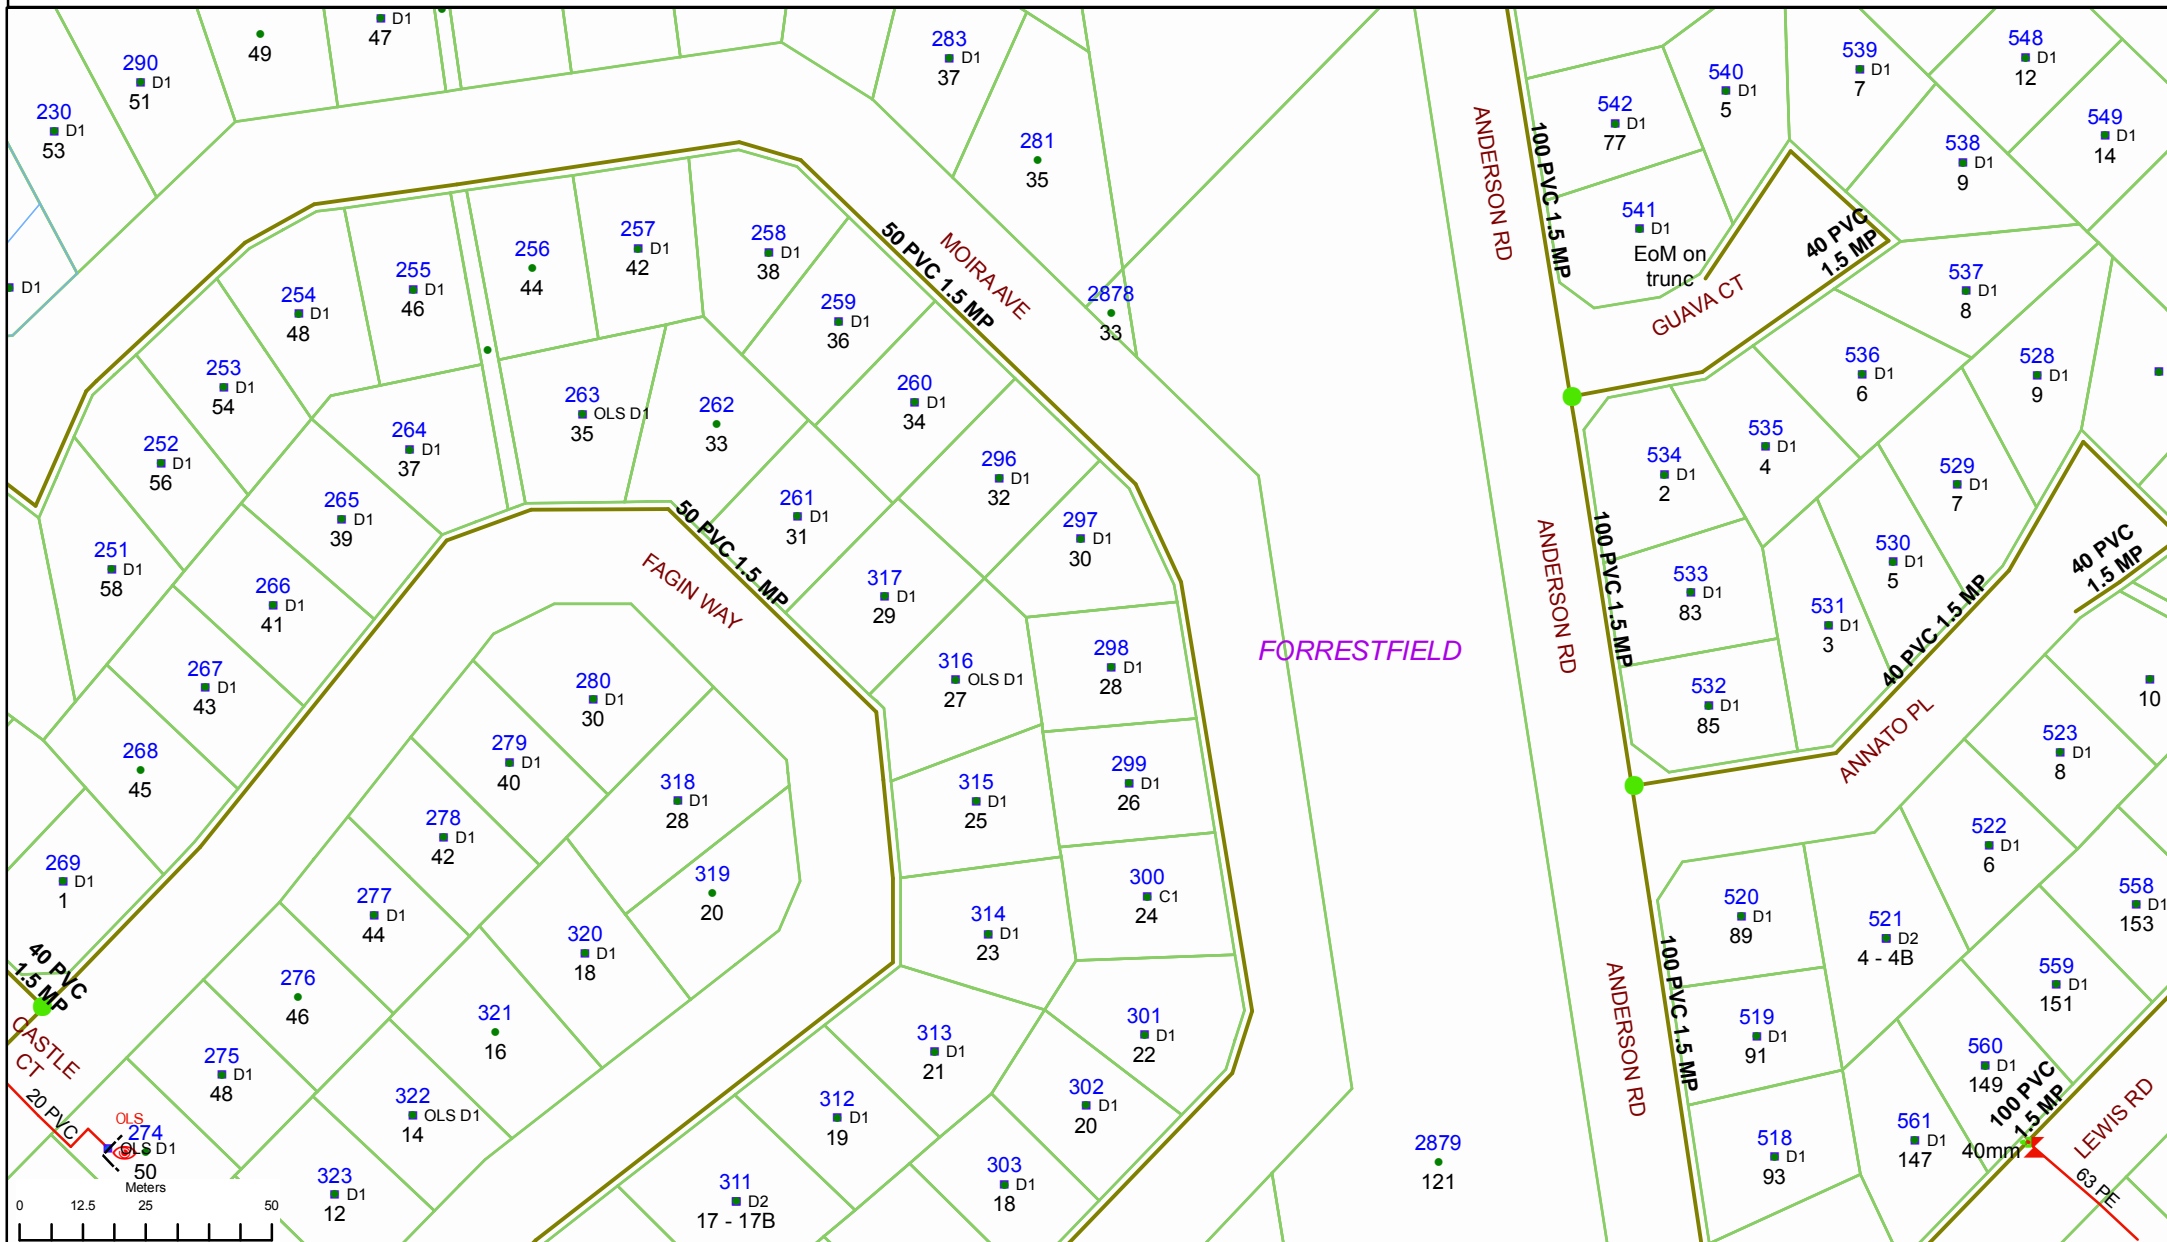 49
D1
47
290
D1
51
230
D1
53
D1
283
D1
37
281
35
2878
33
254
D1
48
255
D1
46
256
44
257
D1
42
258
D1
38
259
D1
36
260
D1
34
253
D1
54
252
D1
56
251
D1
58
264
D1
37
263
OLS D1
35
262
33
265
D1
39
266
D1
41
267
D1
43
268
45
269
D1
1
261
D1
31
296
D1
32
297
D1
30
317
D1
29
316
OLS D1
27
298
D1
28
299
D1
26
315
D1
25
300
C1
24
314
D1
23
313
D1
21
301
D1
22
302
D1
20
312
D1
19
303
D1
18
311
D2
17 - 17B
280
D1
30
279
D1
40
278
D1
42
318
D1
28
319
20
277
D1
44
320
D1
18
276
46
321
16
275
D1
48
322
OLS D1
14
323
D1
12
OLS
274
OLS D1
50
20 PVC
CASTLE
CT
40 PVC
1.5 MP
50 PVC 1.5 MP
MOIRA AVE
50 PVC 1.5 MP
FAGIN WAY
FORRESTFIELD
2879
121
ANDERSON RD
100 PVC 1.5 MP
ANDERSON RD
100 PVC 1.5 MP
ANDERSON RD
100 PVC 1.5 MP
542
D1
77
540
D1
5
539
D1
7
548
D1
12
549
D1
14
538
D1
9
541
D1
EoM on
trunc
40 PVC
1.5 MP
GUAVA CT
537
D1
8
536
D1
6
528
D1
9
535
D1
4
534
D1
2
529
D1
7
530
D1
5
533
D1
83
531
D1
3
532
D1
85
40 PVC 1.5 MP
40 PVC
1.5 MP
ANNATO PL
10
523
D1
8
522
D1
6
558
D1
153
520
D1
89
521
D2
4 - 4B
559
D1
151
519
D1
91
560
D1
149
518
D1
93
561
D1
147
100 PVC
1.5 MP
40mm
LEWIS RD
63 PE
Meters
0 12.5 25 50